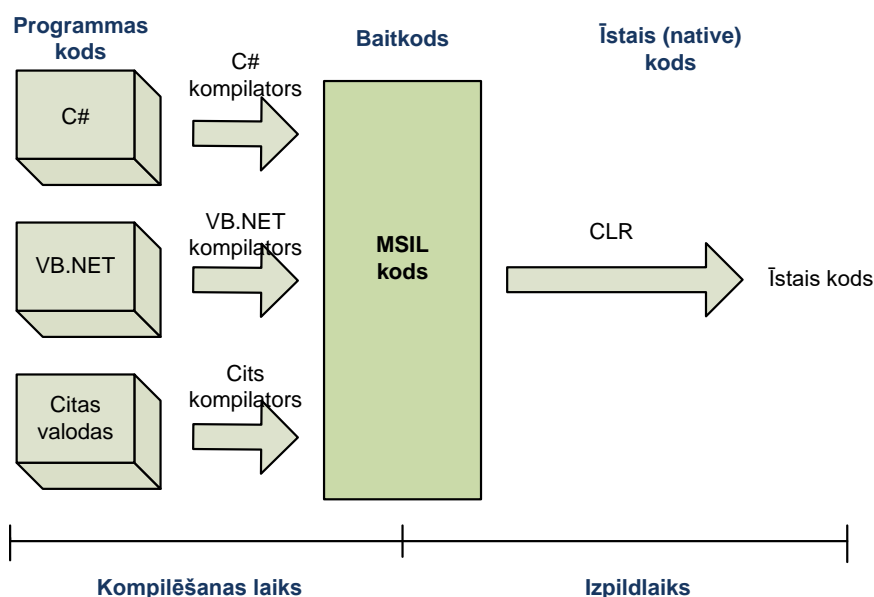 Programmas
kods
Baitkods
Īstais (native)
kods
C#
C#
kompilators
VB.NET
VB.NET
kompilators
MSIL
kods
CLR
Īstais kods
Citas
valodas
Cits
kompilators
Kompilēšanas laiks
Izpildlaiks